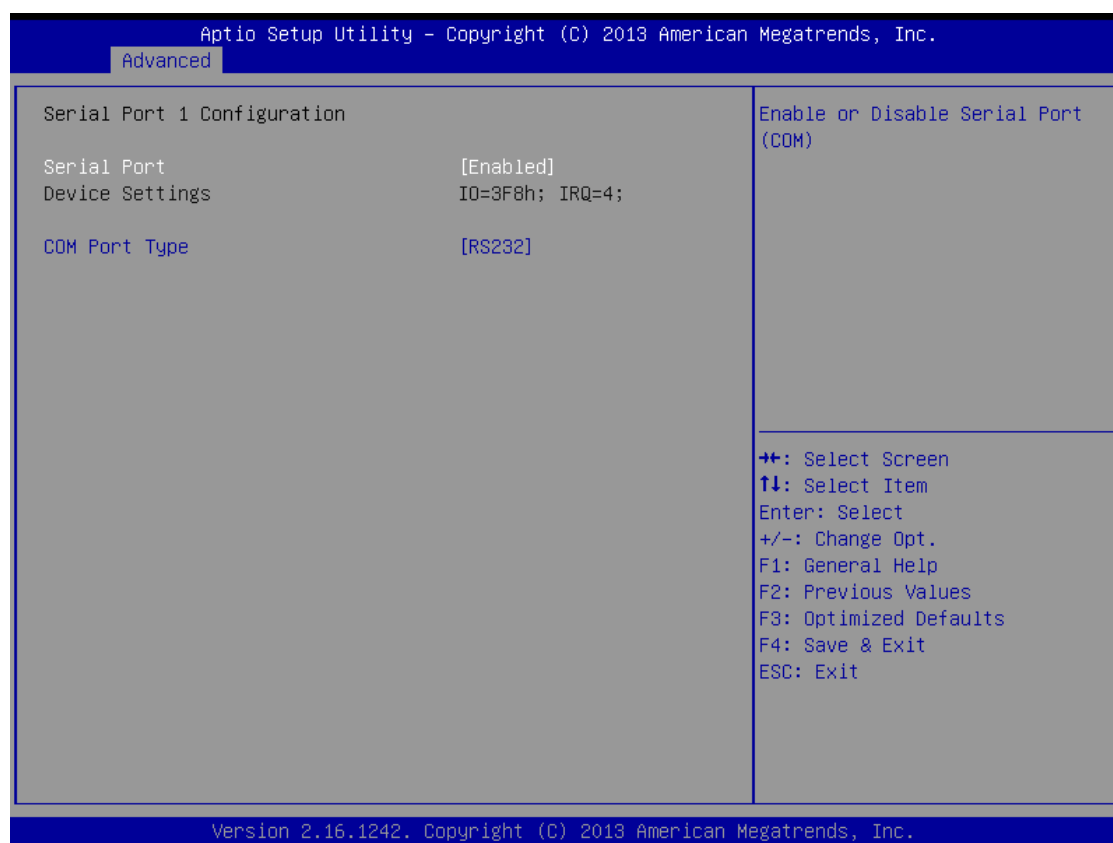 Aptio Setup Utility – Copyright (C) 2013 American Megatrends, Inc.
Advanced
Serial Port 1 Configuration
Serial Port [Enabled]
Device Settings IO=3F8h; IRQ=4;
COM Port Type [RS232]
Enable or Disable Serial Port
(COM)
→←: Select Screen
↑↓: Select Item
Enter: Select
+/-: Change Opt.
F1: General Help
F2: Previous Values
F3: Optimized Defaults
F4: Save & Exit
ESC: Exit
Version 2.16.1242. Copyright (C) 2013 American Megatrends, Inc.